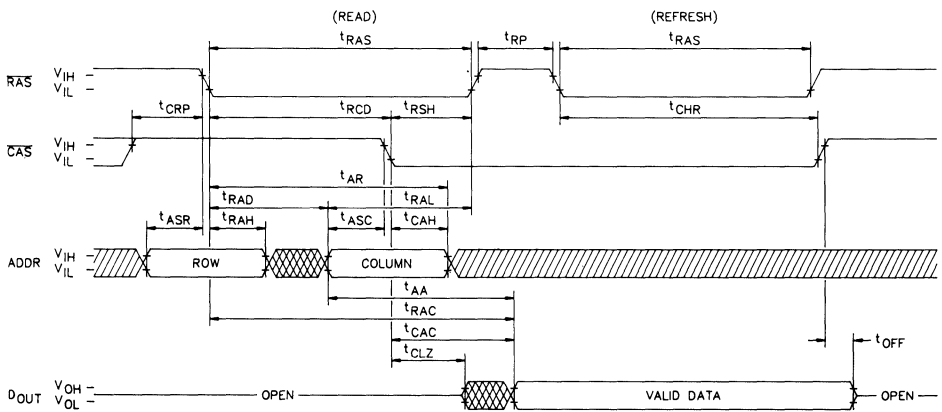 (READ) (REFRESH)
tRAS tRP tRAS
RAS VIH
VIL
tCRP tRCD tRSH tCHR
CAS VIH
VIL
tAR
tRAD tRAL
tASR tRAH tASC tCAH
ADDR VIH
VIL
ROW COLUMN
tAA
tRAC
tCAC
tCLZ tOFF
DOUT VOH
VOL
OPEN VALID DATA OPEN